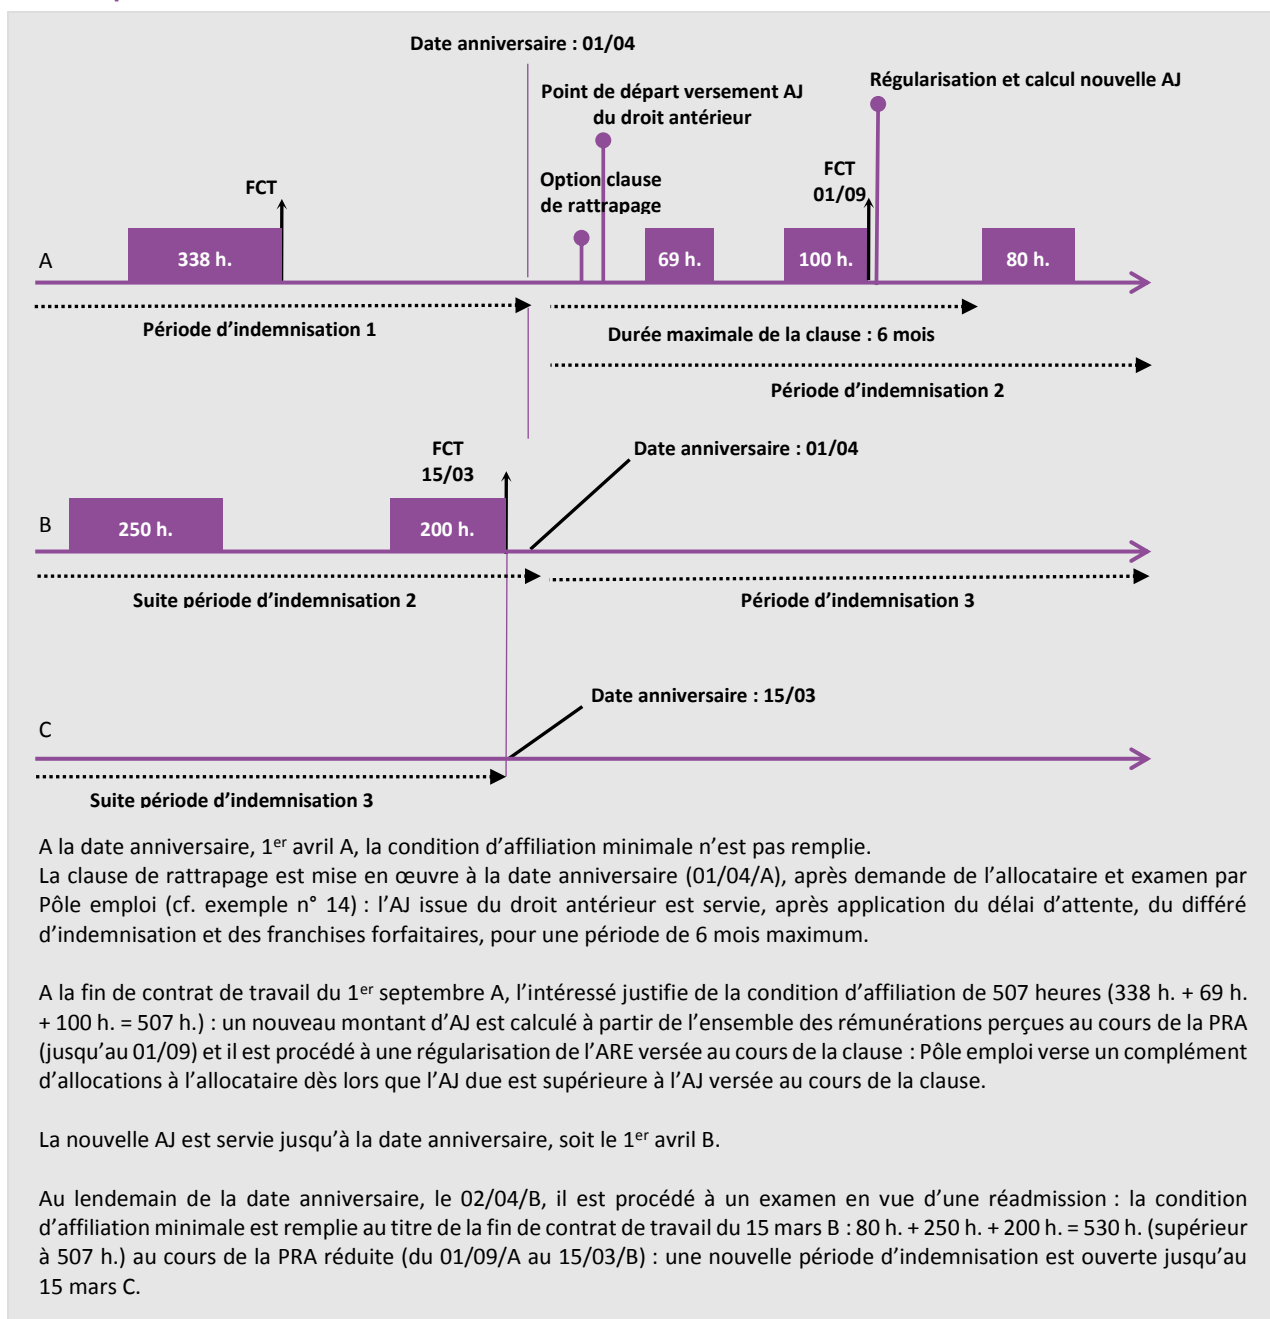 Date anniversaire : 01/04
Régularisation et calcul nouvelle AJ
Point de départ versement AJ
du droit antérieur
Option clause
de rattrapage
FCT
FCT
01/09
A
338 h.
69 h.
100 h.
80 h.
Période d’indemnisation 1
Durée maximale de la clause : 6 mois
Période d’indemnisation 2
FCT
15/03
Date anniversaire : 01/04
B
250 h.
200 h.
Suite période d’indemnisation 2
Période d’indemnisation 3
Date anniversaire : 15/03
C
Suite période d’indemnisation 3
A la date anniversaire, 1er avril A, la condition d’affiliation minimale n’est pas remplie.
La clause de rattrapage est mise en œuvre à la date anniversaire (01/04/A), après demande de l’allocataire et examen par
Pôle emploi (cf. exemple n° 14) : l’AJ issue du droit antérieur est servie, après application du délai d’attente, du différé
d’indemnisation et des franchises forfaitaires, pour une période de 6 mois maximum.
A la fin de contrat de travail du 1er septembre A, l’intéressé justifie de la condition d’affiliation de 507 heures (338 h. + 69 h.
+ 100 h. = 507 h.) : un nouveau montant d’AJ est calculé à partir de l’ensemble des rémunérations perçues au cours de la PRA
(jusqu’au 01/09) et il est procédé à une régularisation de l’ARE versée au cours de la clause : Pôle emploi verse un complément
d’allocations à l’allocataire dès lors que l’AJ due est supérieure à l’AJ versée au cours de la clause.
La nouvelle AJ est servie jusqu’à la date anniversaire, soit le 1er avril B.
Au lendemain de la date anniversaire, le 02/04/B, il est procédé à un examen en vue d’une réadmission : la condition
d’affiliation minimale est remplie au titre de la fin de contrat de travail du 15 mars B : 80 h. + 250 h. + 200 h. = 530 h. (supérieur
à 507 h.) au cours de la PRA réduite (du 01/09/A au 15/03/B) : une nouvelle période d’indemnisation est ouverte jusqu’au
15 mars C.